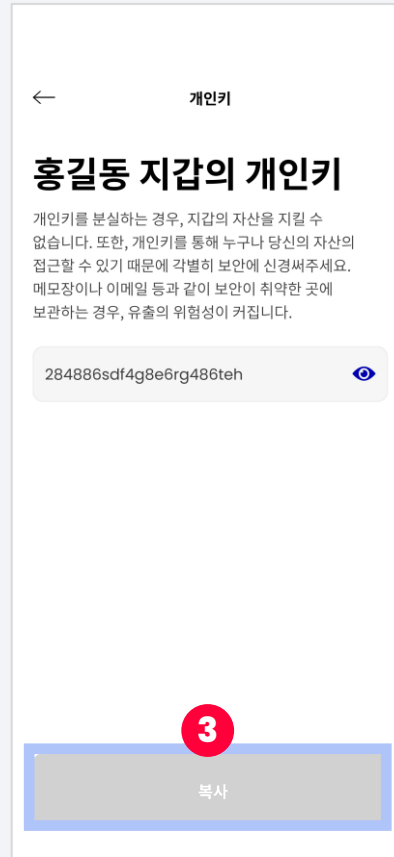 개인키
홍길동 지갑의 개인키
개인키를 분실하는 경우, 지갑의 자산을 지킬 수
없습니다. 또한, 개인키를 통해 누구나 당신의 자산의
접근할 수 있기 때문에 각별히 보안에 신경써주세요.
메모장이나 이메일 등과 같이 보안이 취약한 곳에
보관하는 경우, 유출의 위험성이 커집니다.
284886sdf4g8e6rg486teh
3
복사